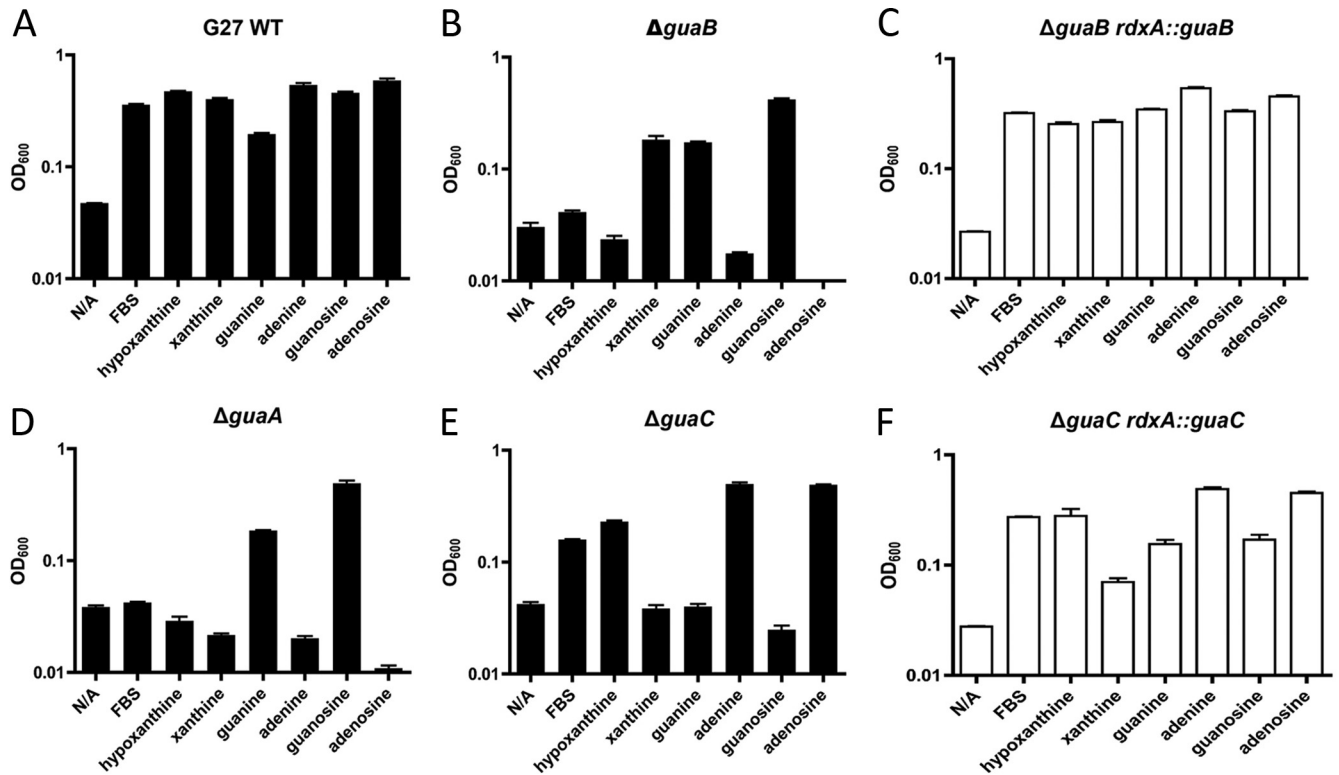 A
G27 WT
OD600
1
0.1
0.01
N/A
FBS
hypoxanthine
xanthine
guanine
adenine
guanosine
adenosine
B
ΔguaB
OD600
1
0.1
0.01
N/A
FBS
hypoxanthine
xanthine
guanine
adenine
guanosine
adenosine
C
ΔguaB rdxA::guaB
OD600
1
0.1
0.01
N/A
FBS
hypoxanthine
xanthine
guanine
adenine
guanosine
adenosine
D
ΔguaA
OD600
1
0.1
0.01
N/A
FBS
hypoxanthine
xanthine
guanine
adenine
guanosine
adenosine
E
ΔguaC
OD600
1
0.1
0.01
N/A
FBS
hypoxanthine
xanthine
guanine
adenine
guanosine
adenosine
F
ΔguaC rdxA::guaC
OD600
1
0.1
0.01
N/A
FBS
hypoxanthine
xanthine
guanine
adenine
guanosine
adenosine